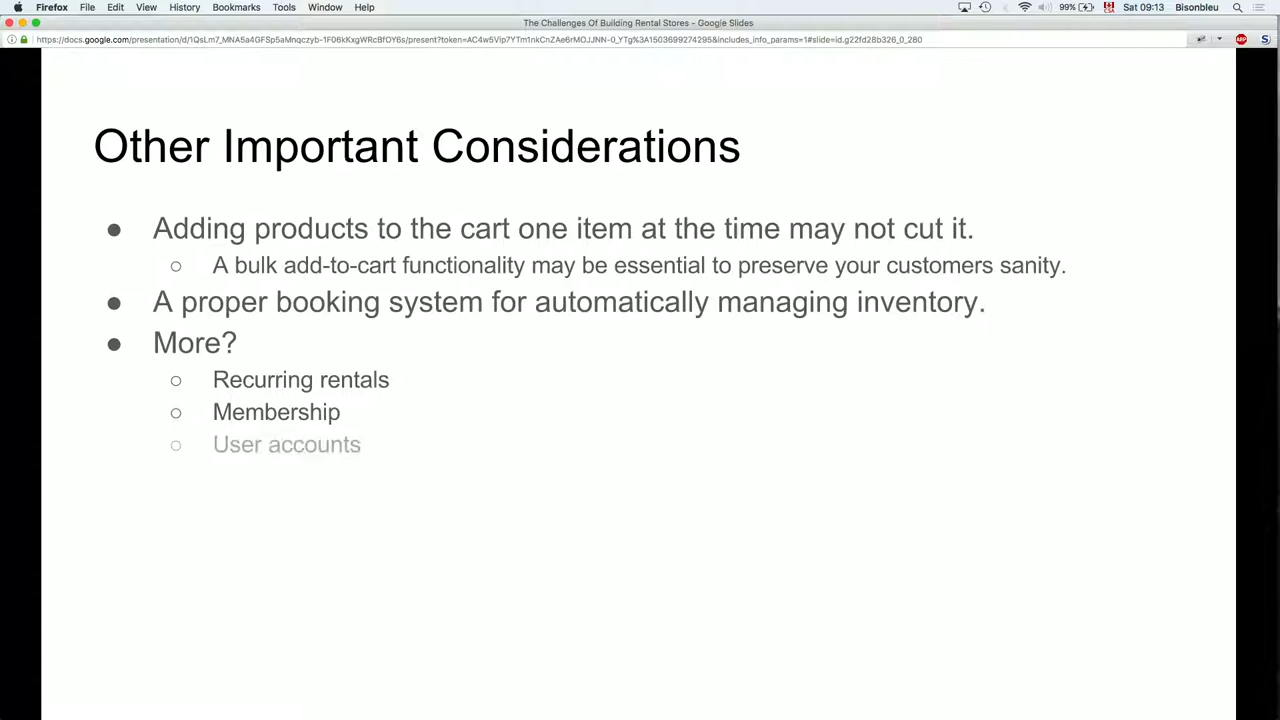 Firefox File Edit View History Bookmarks Tools Window Help 99% Sat 09:13 Bisonbleu
The Challenges Of Building Rental Stores - Google Slides
Other Important Considerations
● Adding products to the cart one item at the time may not cut it.
○ A bulk add-to-cart functionality may be essential to preserve your customers sanity.
● A proper booking system for automatically managing inventory.
● More?
○ Recurring rentals
○ Membership
○ User accounts